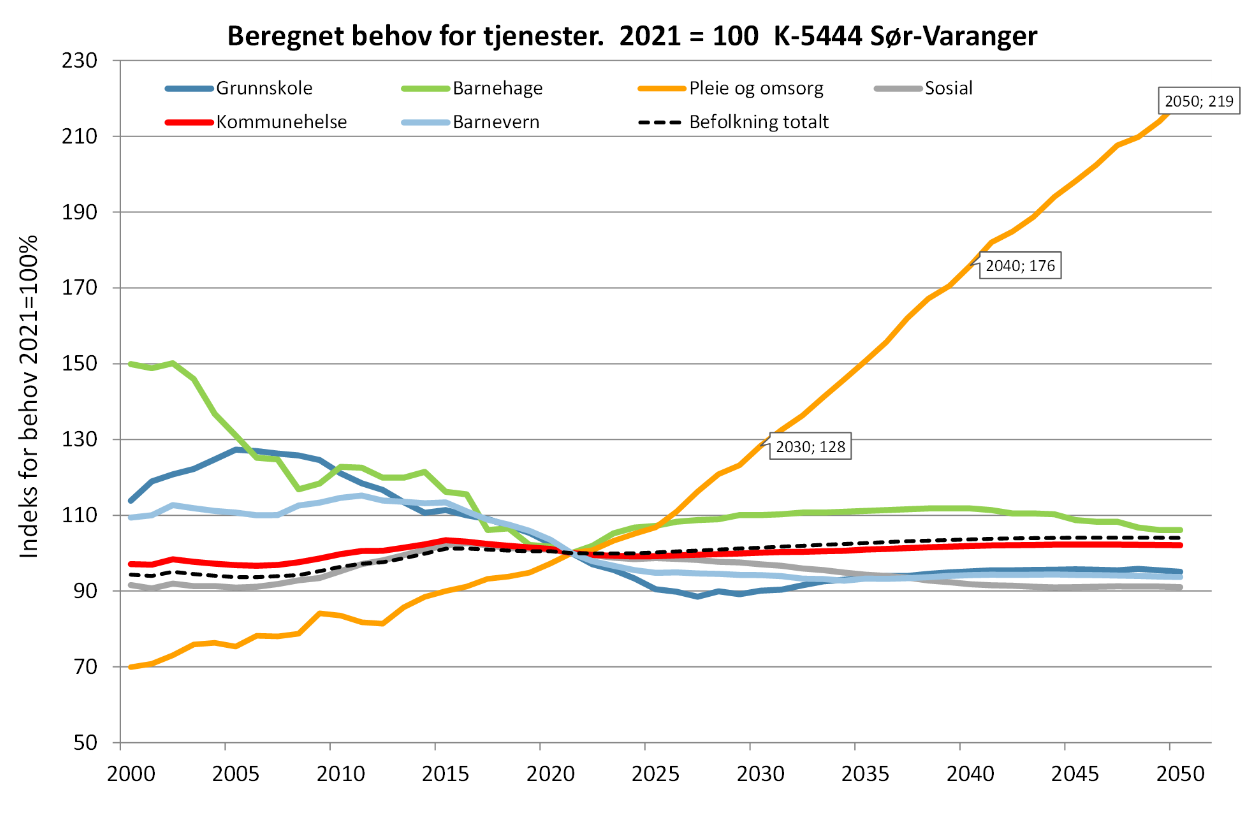 Beregnet behov for tjenester.  2021 = 100  K-5444 Sør-Varanger
Indeks for behov 2021=100%
230
210
190
170
150
130
110
90
70
50
Grunnskole
Barnehage
Pleie og omsorg
Sosial
Kommunehelse
Barnevern
Befolkning totalt
2050; 219
2040; 176
2030; 128
2000
2005
2010
2015
2020
2025
2030
2035
2040
2045
2050